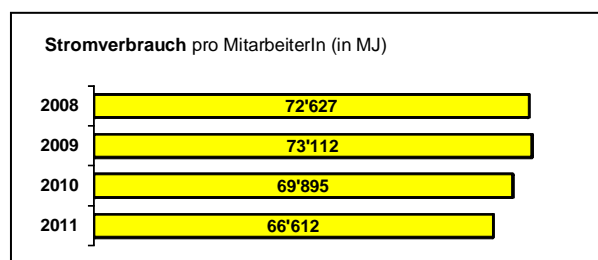 Stromverbrauch pro MitarbeiterIn (in MJ)
2008 72'627
2009 73'112
2010 69'895
2011 66'612